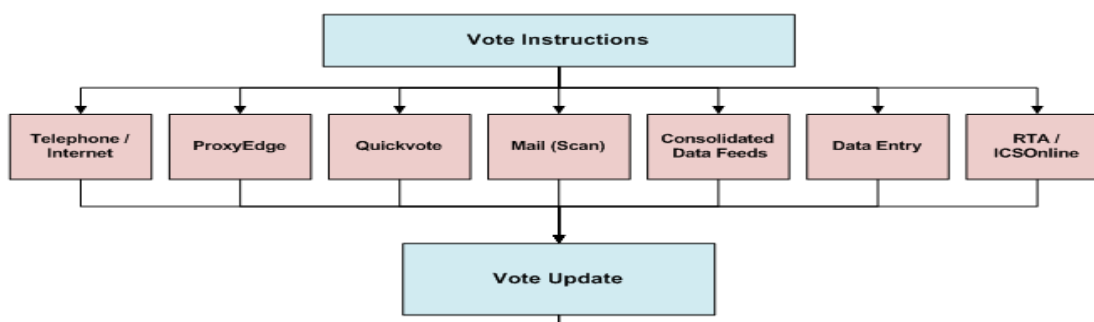 Vote Instructions
Telephone /
Internet
ProxyEdge
Quickvote
Mail (Scan)
Consolidated
Data Feeds
Data Entry
RTA /
ICSOnline
Vote Update